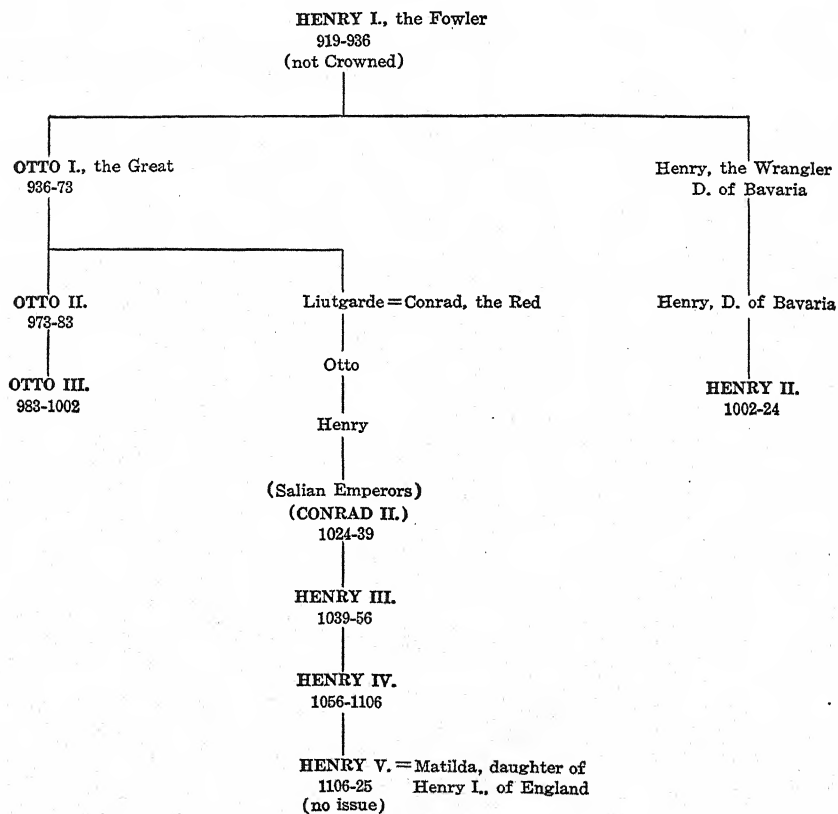 HENRY I., the Fowler
919-936
(not Crowned)
OTTO I., the Great
936-73
Henry, the Wrangler
D. of Bavaria
OTTO II.
973-83
Liutgarde=Conrad, the Red
Henry, D. of Bavaria
Otto
OTTO III.
983-1002
HENRY II.
1002-24
Henry
(Salian Emperors)
(CONRAD II.)
1024-39
HENRY III.
1039-56
HENRY IV.
1056-1106
HENRY V.=Matilda, daughter of
1106-25 Henry I., of England
(no issue)